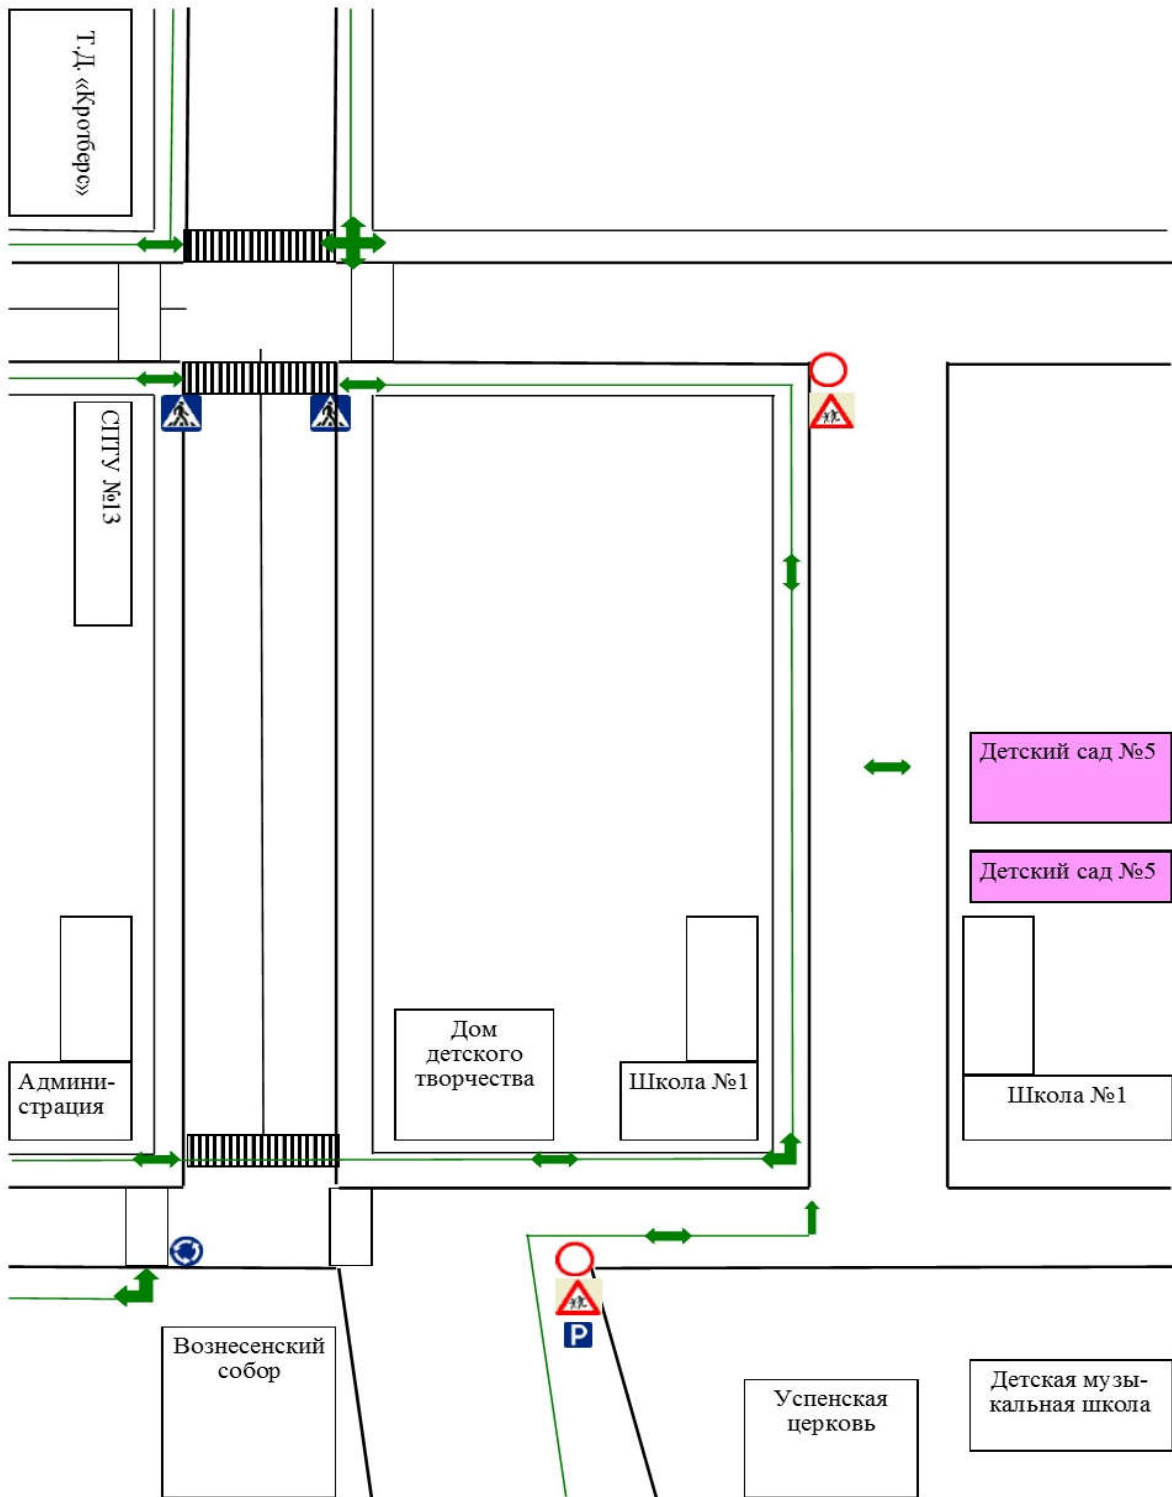 Т.Д. «Кротберс»
СПТУ №13
Детский сад №5
Детский сад №5
Дом
детского
творчества
Школа №1
Админи-
страция
Школа №1
P
Вознесенский
собор
Успенская
церковь
Детская музы-
кальная школа